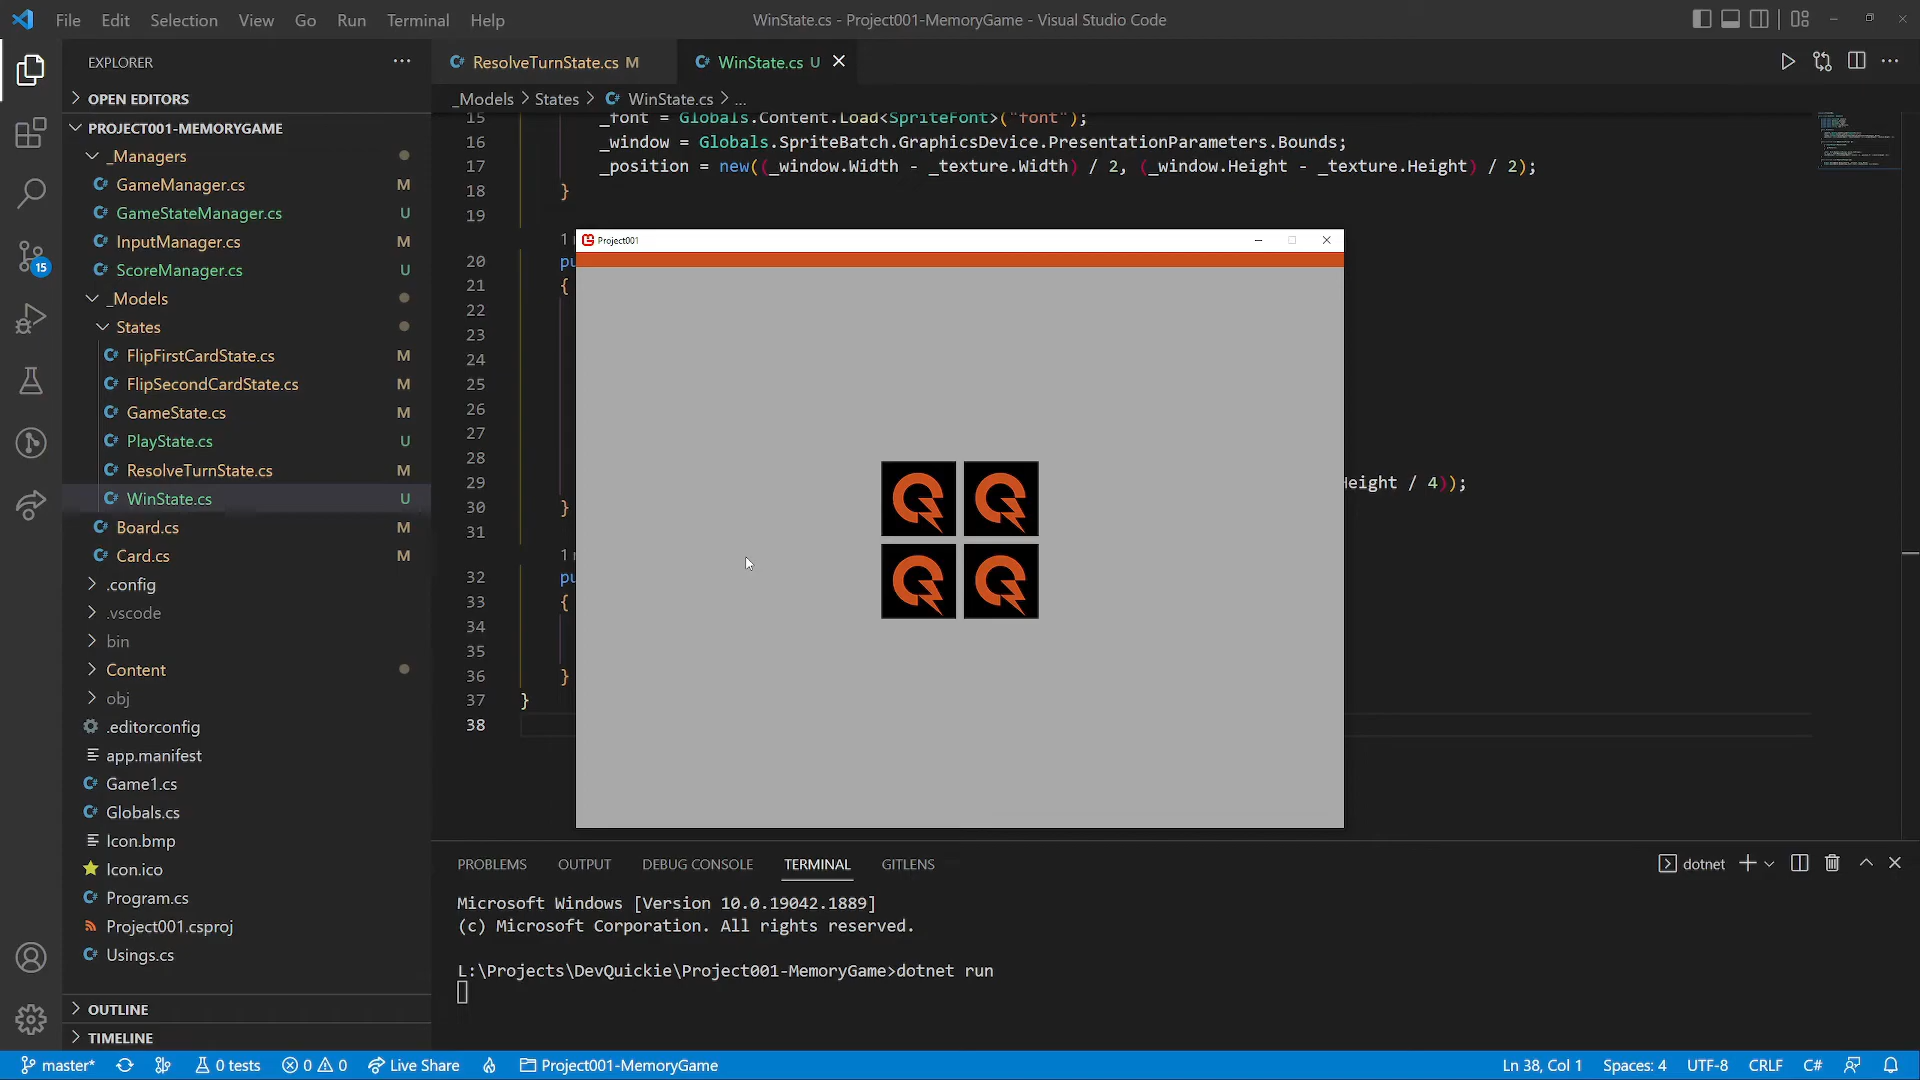 File Edit Selection View Go Run Terminal Help
WinState.cs - Project001-MemoryGame - Visual Studio Code
EXPLORER
OPEN EDITORS
PROJECT001-MEMORYGAME
_Managers
GameManager.cs M
GameStateManager.cs U
InputManager.cs M
ScoreManager.cs U
_Models
States
FlipFirstCardState.cs M
FlipSecondCardState.cs M
GameState.cs M
PlayState.cs U
ResolveTurnState.cs M
WinState.cs U
Board.cs M
Card.cs M
.config
.vscode
bin
Content
obj
.editorconfig
app.manifest
Game1.cs
Globals.cs
Icon.bmp
Icon.ico
Program.cs
Project001.csproj
Usings.cs
OUTLINE
TIMELINE
15
ResolveTurnState.cs M
WinState.cs U
_Models > States > WinState.cs > ...
15 _font = Globals.Content.Load<SpriteFont>("font");
16 _window = Globals.SpriteBatch.GraphicsDevice.PresentationParameters.Bounds;
17 _position = new((_window.Width - _texture.Width) / 2, (_window.Height - _texture.Height) / 2);
18 }
19
20 pu
21 {
22
23
24
25
26
27
28
29 Height / 4));
30 }
31
32 pu
33 {
34
35
36 }
37 }
38
Project001
PROBLEMS OUTPUT DEBUG CONSOLE TERMINAL GITLENS
dotnet
Microsoft Windows [Version 10.0.19042.1889]
(c) Microsoft Corporation. All rights reserved.
L:\Projects\DevQuickie\Project001-MemoryGame>dotnet run
master* 0 tests 0 0 Live Share Project001-MemoryGame Ln 38, Col 1 Spaces: 4 UTF-8 CRLF C#